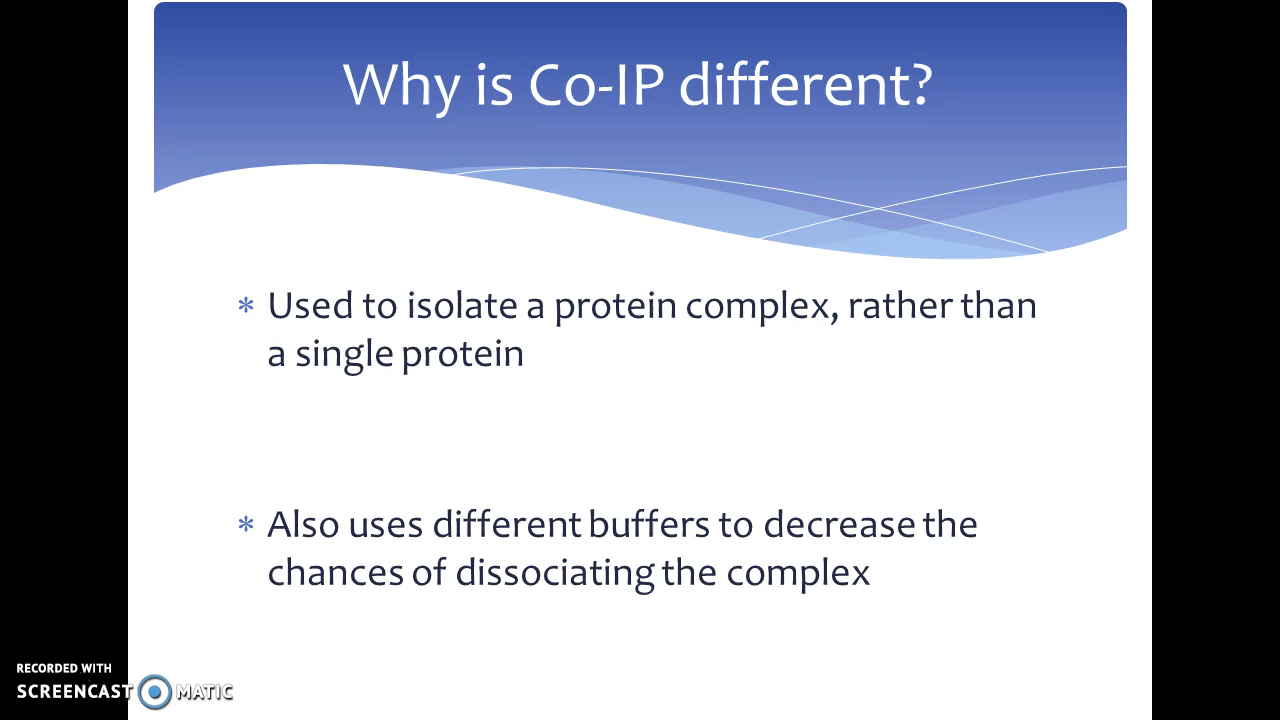 Why is Co-IP different?
* Used to isolate a protein complex, rather than
a single protein
* Also uses different buffers to decrease the
chances of dissociating the complex
RECORDED WITH
SCREENCAST MATIC